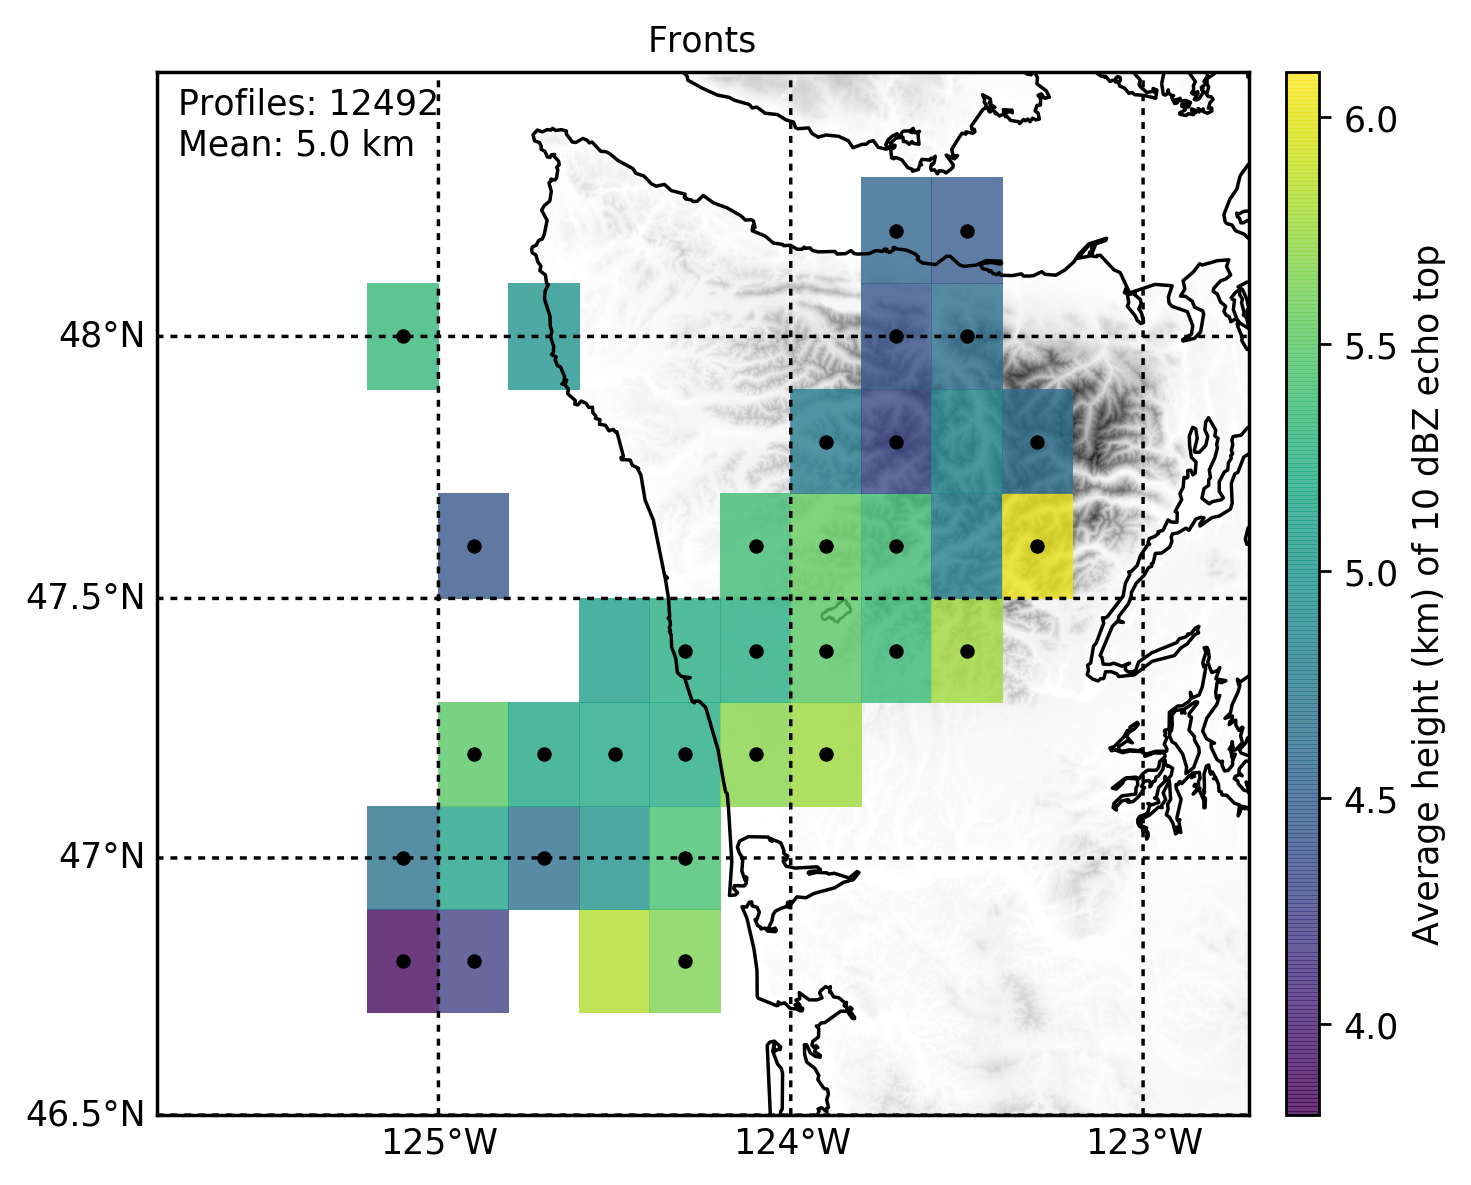 Fronts
Profiles: 12492
Mean: 5.0 km
48°N
47.5°N
47°N
46.5°N
125°W
124°W
123°W
6.0
5.5
5.0
4.5
4.0
Average height (km) of 10 dBZ echo top